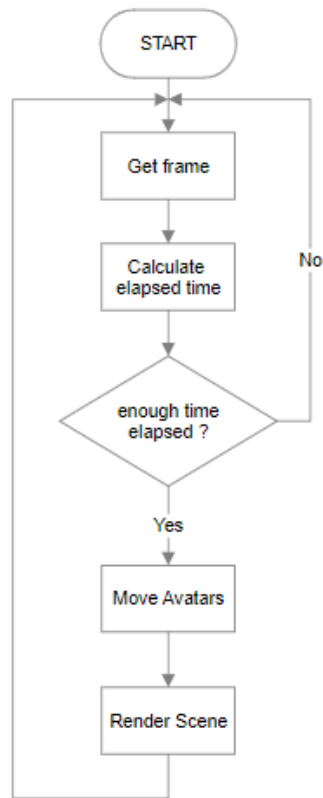 START
Get frame
Calculate
elapsed time
No
enough time
elapsed ?
Yes
Move Avatars
Render Scene